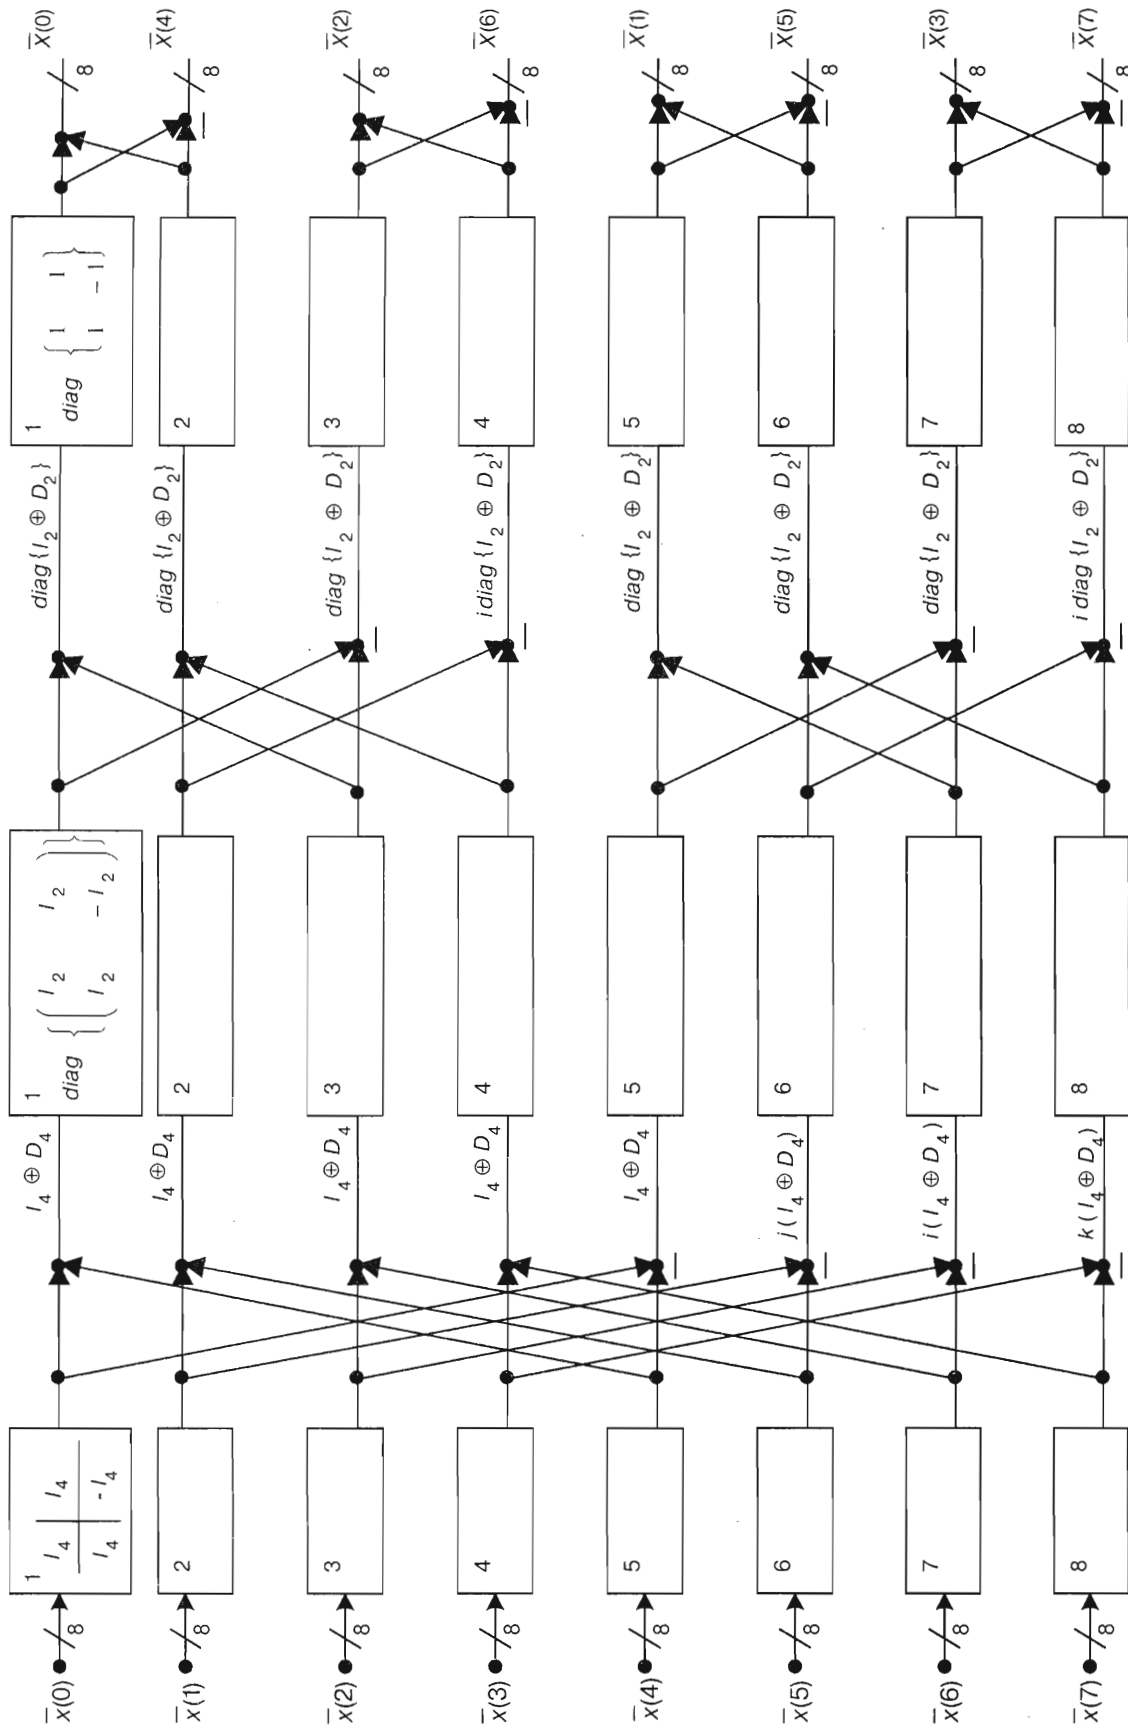 x̅(0) 8 1 I₄ I₄ I₄ -I₄ I₄ ⊕ D₄ 1 diag {( I₂ I₂ I₂ − I₂ )} diag {I₂ ⊕ D₂} 1 diag { 1 1 1 − 1 } 8 X̅(0)
x̅(1) 8 2 I₄ ⊕ D₄ 2 diag {I₂ ⊕ D₂} 2 − 8 X̅(4)
x̅(2) 8 3 I₄ ⊕ D₄ 3 − diag {I₂ ⊕ D₂} 3 8 X̅(2)
x̅(3) 8 4 I₄ ⊕ D₄ 4 − i diag {I₂ ⊕ D₂} 4 − 8 X̅(6)
x̅(4) 8 5 − I₄ ⊕ D₄ 5 diag {I₂ ⊕ D₂} 5 8 X̅(1)
x̅(5) 8 6 − j ( I₄ ⊕ D₄) 6 diag {I₂ ⊕ D₂} 6 − 8 X̅(5)
x̅(6) 8 7 − i ( I₄ ⊕ D₄ ) 7 − diag {I₂ ⊕ D₂} 7 8 X̅(3)
x̅(7) 8 8 − k ( I₄ ⊕ D₄) 8 − i diag {I₂ ⊕ D₂} 8 − 8 X̅(7)